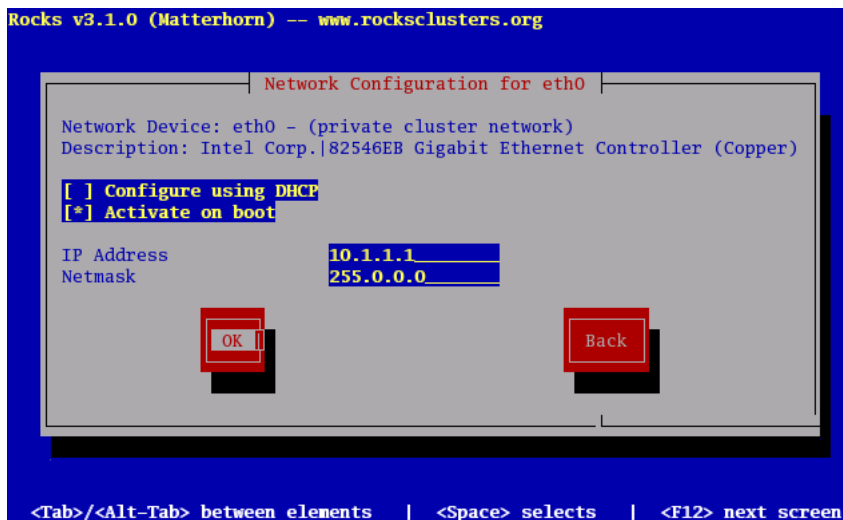 Rocks v3.1.0 (Matterhorn) -- www.rocksclusters.org
Network Configuration for eth0
Network Device: eth0 - (private cluster network)
Description: Intel Corp.|82546EB Gigabit Ethernet Controller (Copper)
[ ] Configure using DHCP
[*] Activate on boot
IP Address 10.1.1.1
Netmask 255.0.0.0
OK Back
<Tab>/<Alt-Tab> between elements | <Space> selects | <F12> next screen